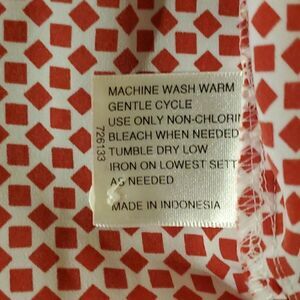 MACHINE WASH WARM
GENTLE CYCLE
USE ONLY NON-CHLORIN
BLEACH WHEN NEEDED
TUMBLE DRY LOW
IRON ON LOWEST SETT
AS NEEDED
MADE IN INDONESIA
726133